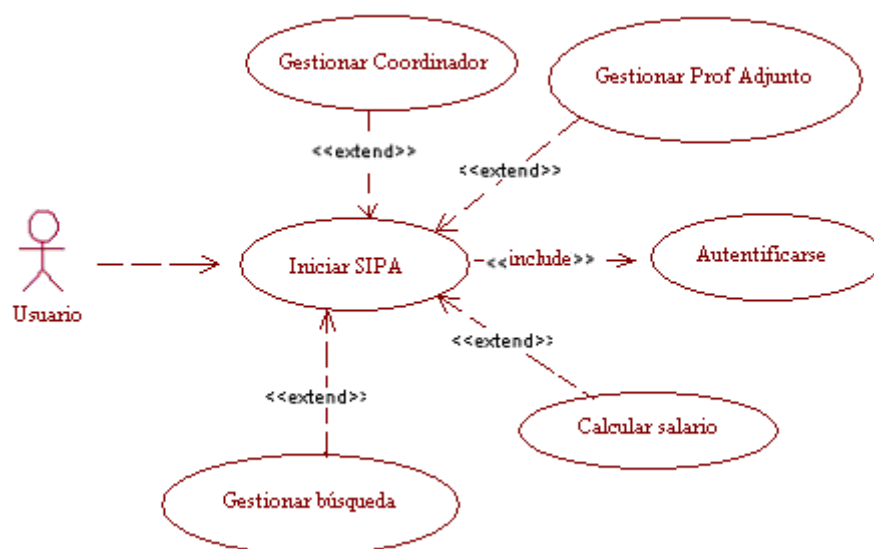 Gestionar Coordinador
Gestionar Prof Adjunto
<<extend>>
<<extend>>
Iniciar SIPA
<<include>>
Autentificarse
Usuario
<<extend>>
<<extend>>
Calcular salario
Gestionar búsqueda